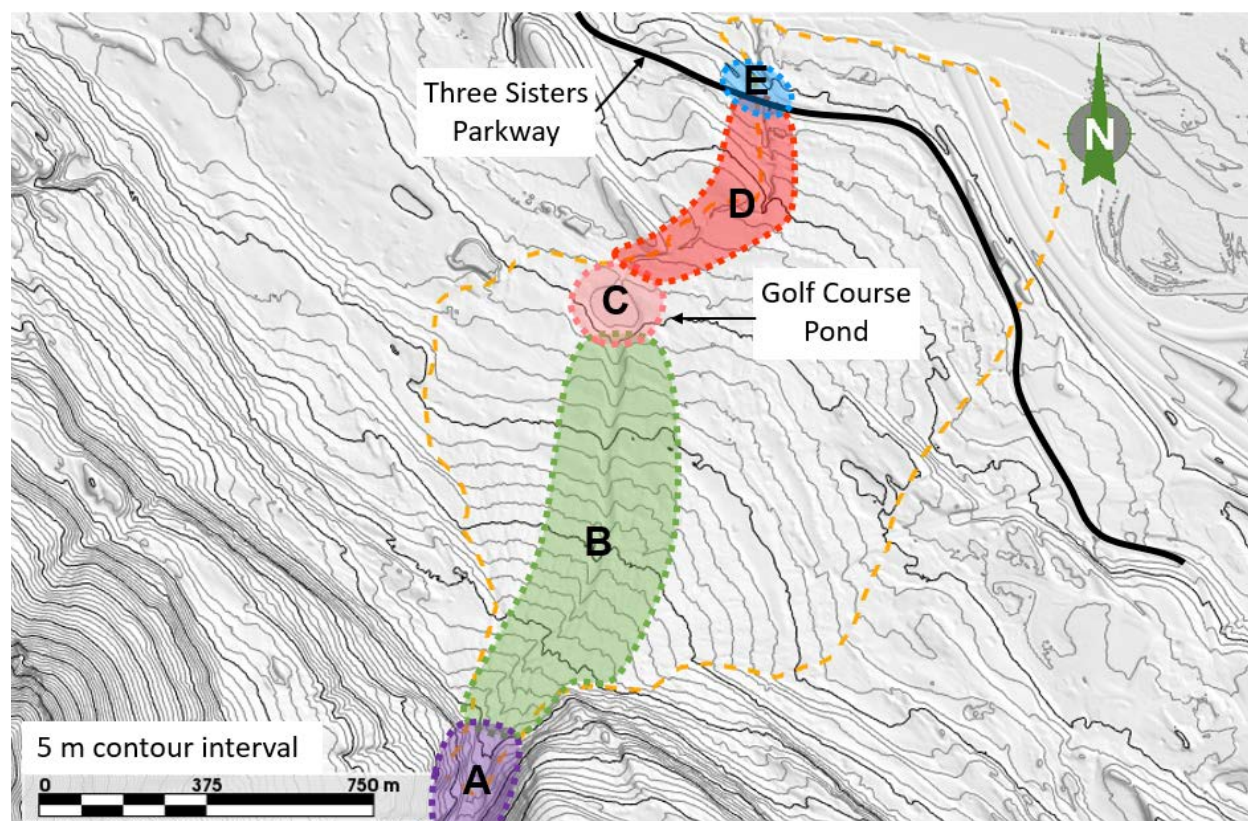 E
Three Sisters
Parkway
N
D
C
Golf Course
Pond
B
5 m contour interval
A
0 375 750 m